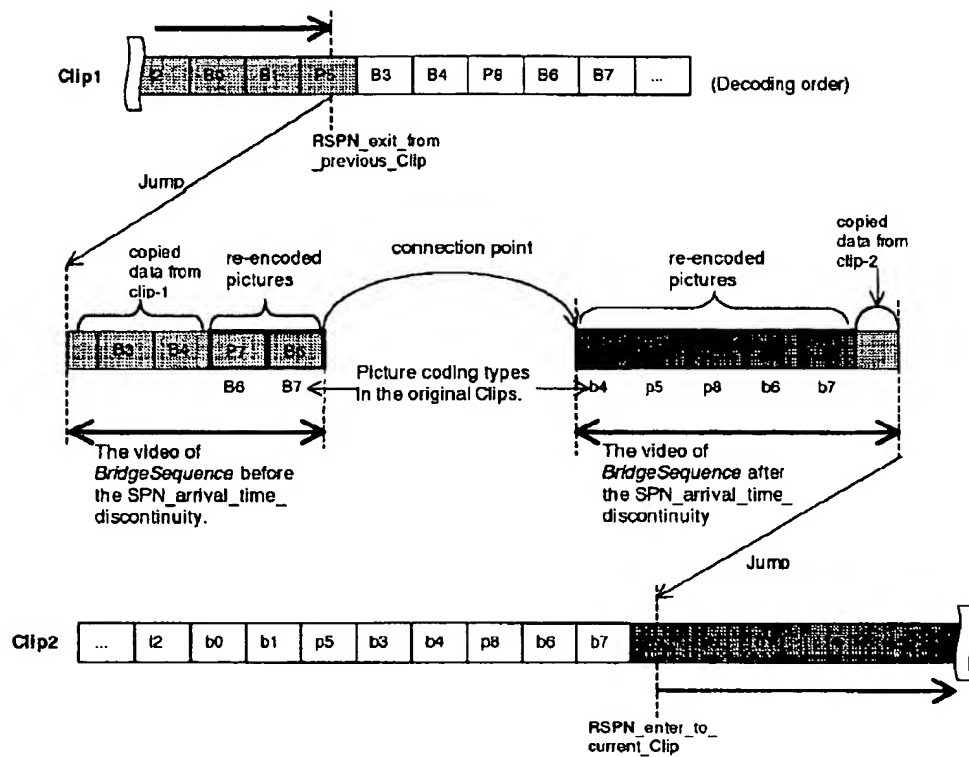 Clip1
I2 B0 B1 P5 B3 B4 P8 B6 B7 ...
(Decoding order)
RSPN_exit_from
_previous_Clip
Jump
copied
data from
clip-1
re-encoded
pictures
connection point
re-encoded
pictures
copied
data from
clip-2
B3 B4 P7 B6
B6 B7
Picture coding types
in the original Clips.
b4 p5 p8 b6 b7
The video of
BridgeSequence before
the SPN_arrival_time_
discontinuity.
The video of
BridgeSequence after
the SPN_arrival_time_
discontinuity
Jump
Clip2
... I2 b0 b1 p5 b3 b4 p8 b6 b7
RSPN_enter_to_
current_Clip